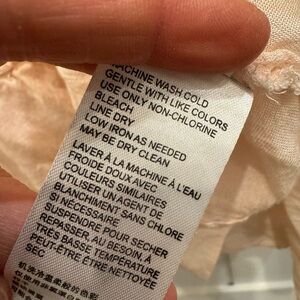 MACHINE WASH COLD
GENTLE WITH LIKE COLORS
USE ONLY NON-CHLORINE
BLEACH
LINE DRY
LOW IRON AS NEEDED
MAY BE DRY CLEAN
LAVER À LA MACHINE À L'EAU
FROIDE DOUX AVEC
COULEURS SIMILAIRES
UTILISER UN AGENT DE
BLANCHIMENT SANS CHLORE
SI NÉCESSAIRE
SUSPENDRE POUR SÉCHER
REPASSER, AU BESOIN, À
TRÈS BASSE TEMPÉRATURE
PEUT-ÊTRE ÊTRE NETTOYÉE
SEC